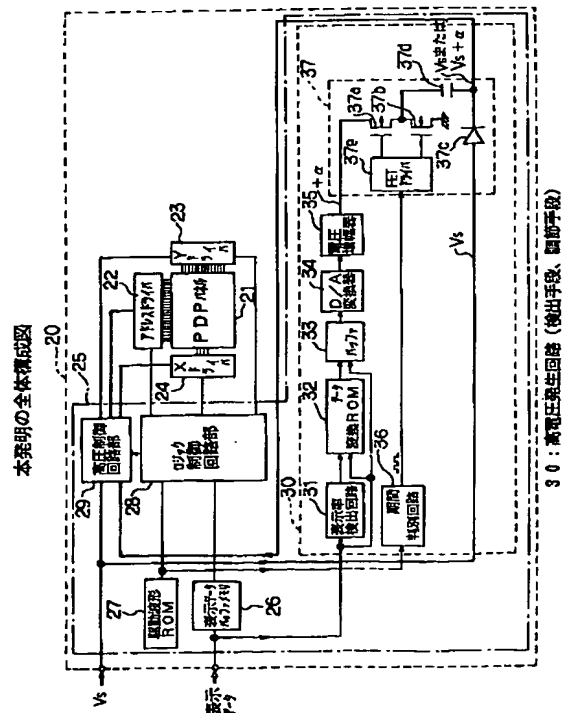 本発明の全体構成図
20
25
22
アドレスドライバ
23
Yドライバ
21
PDPパネル
24
Xドライバ
29
高圧制御
回路部
28
ロジック
制御
回路部
27
駆動波形
ROM
26
表示データ
バッファメモリ
Vs
表示
データ
30
31
表示率
検出回路
32
データ
変換ROM
33
バッファ
34
D/A
変換器
35
電圧
増幅器
+α
36
期間
判別回路
37
37a
37b
37c
37d
37e
FET
ドライバ
Vsまたは
Vs+α
Vs
30:高電圧発生回路(検出手段、調節手段)